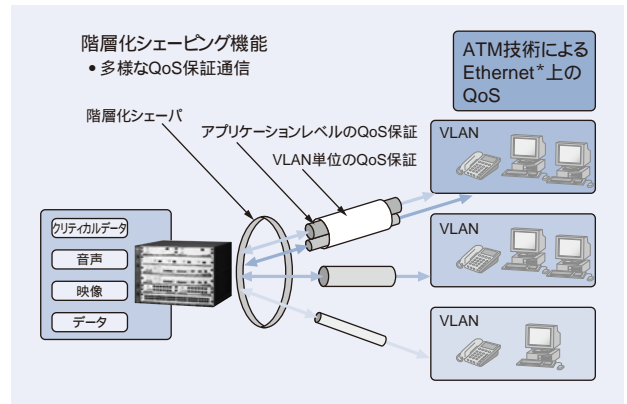 階層化シェーピング機能
• 多様なQoS保証通信
ATM技術による
Ethernet*上の
QoS
階層化シェーパ
アプリケーションレベルのQoS保証
VLAN単位のQoS保証
VLAN
クリティカルデータ
音声
映像
データ
VLAN
VLAN